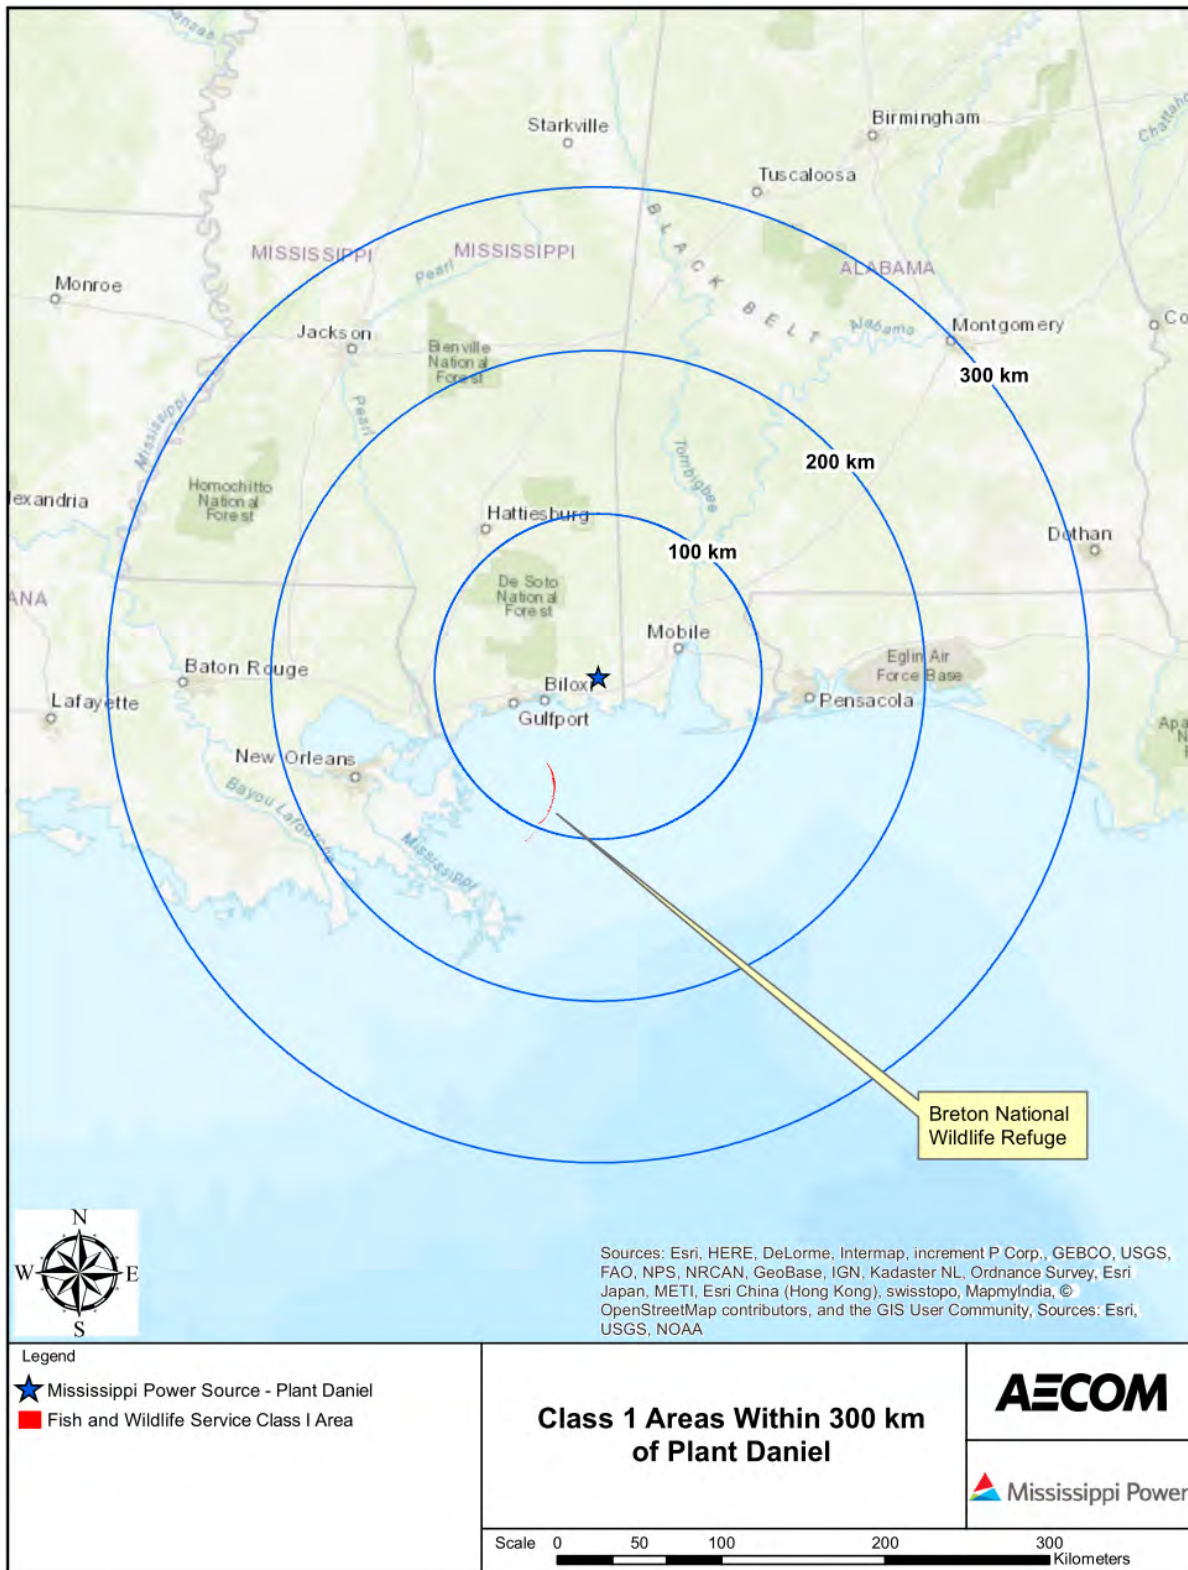 Kansas
Starkville
Birmingham
Chattaho
Tuscaloosa
BLACK BELT
MISSISSIPPI
MISSISSIPPI
ALABAMA
Pearl
Monroe
Jackson
Alabama
Montgomery
Co
Bienville
National
Forest
300 km
Mississippi
Pearl
200 km
Tombigbee
Homochitto
National
Forest
lexandria
Hattiesburg
100 km
Dothan
De Soto
National
Forest
ANA
Mobile
Eglin Air
Force Base
Baton Rouge
Biloxi
Pensacola
Lafayette
Gulfport
Apa
N
F
New Orleans
Bayou Lafourche
Mississippi
Breton National
Wildlife Refuge
N
W E
S
Sources: Esri, HERE, DeLorme, Intermap, increment P Corp., GEBCO, USGS,
FAO, NPS, NRCAN, GeoBase, IGN, Kadaster NL, Ordnance Survey, Esri
Japan, METI, Esri China (Hong Kong), swisstopo, MapmyIndia, ©
OpenStreetMap contributors, and the GIS User Community, Sources: Esri,
USGS, NOAA
Legend
Mississippi Power Source - Plant Daniel
Fish and Wildlife Service Class I Area
Class 1 Areas Within 300 km
of Plant Daniel
AECOM
Mississippi Power
Scale 0 50 100 200 300
Kilometers